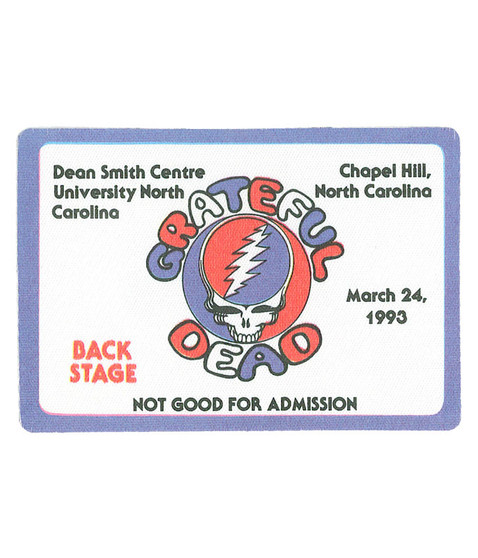 Dean Smith Centre
University North
Carolina
Chapel Hill,
North Carolina
GRATEFUL
DEAD
March 24,
1993
BACK
STAGE
NOT GOOD FOR ADMISSION